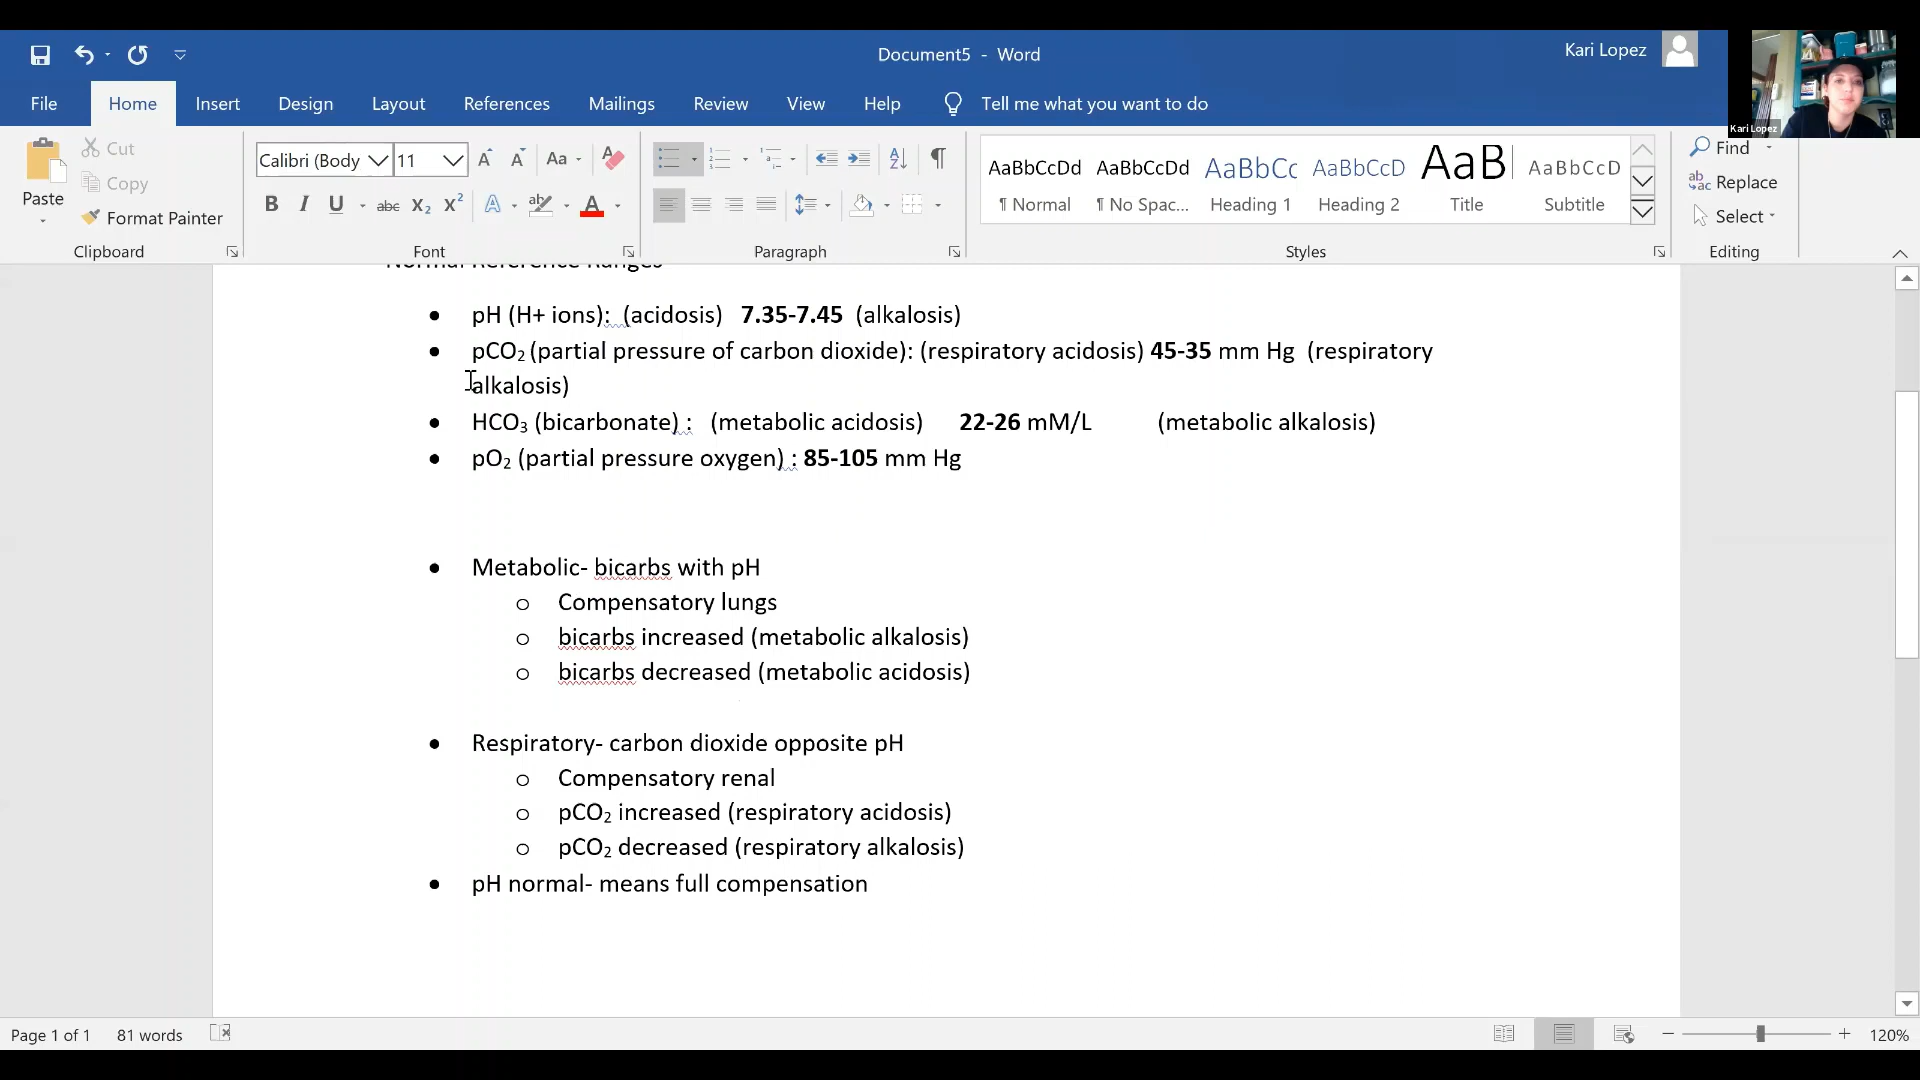 Document5 - Word
Kari Lopez
File Home Insert Design Layout References Mailings Review View Help Tell me what you want to do
Kari Lopez
Paste
Cut
Copy
Format Painter
Clipboard
Calibri (Body 11
Font
Paragraph
AaBbCcDd AaBbCcDd AaBbCc AaBbCcD AaB AaBbCcD
¶ Normal ¶ No Spac... Heading 1 Heading 2 Title Subtitle
Styles
Find
Replace
Select
Editing
Normal Reference Ranges
• pH (H+ ions): (acidosis) 7.35-7.45 (alkalosis)
• pCO₂ (partial pressure of carbon dioxide): (respiratory acidosis) 45-35 mm Hg (respiratory
alkalosis)
• HCO₃ (bicarbonate) : (metabolic acidosis) 22-26 mM/L (metabolic alkalosis)
• pO₂ (partial pressure oxygen) : 85-105 mm Hg
• Metabolic- bicarbs with pH
o Compensatory lungs
o bicarbs increased (metabolic alkalosis)
o bicarbs decreased (metabolic acidosis)
• Respiratory- carbon dioxide opposite pH
o Compensatory renal
o pCO₂ increased (respiratory acidosis)
o pCO₂ decreased (respiratory alkalosis)
• pH normal- means full compensation
Page 1 of 1 81 words 120%